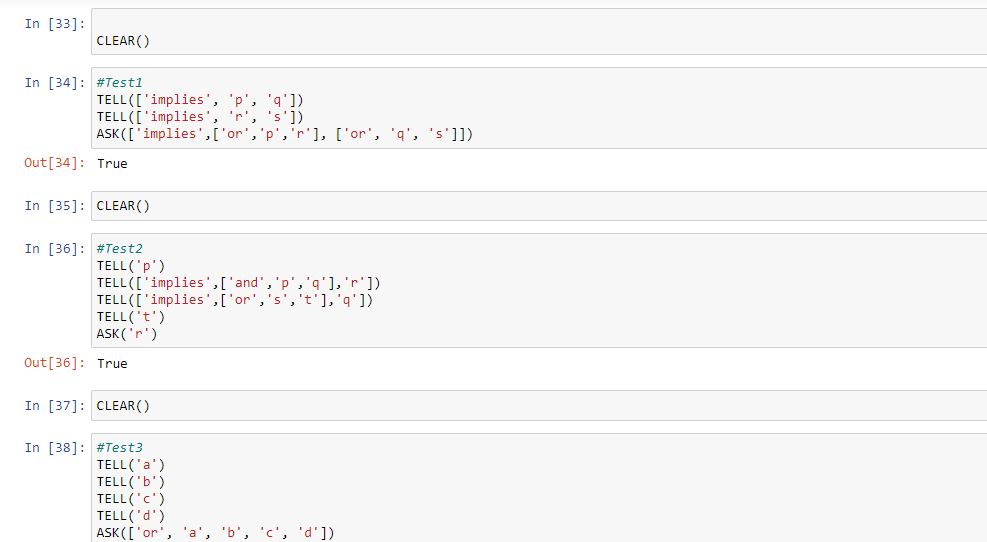 In [33]:
CLEAR()
In [34]: #Test1
TELL(['implies', 'p', 'q'])
TELL(['implies', 'r', 's'])
ASK(['implies',['or','p','r'], ['or', 'q', 's']])
Out[34]: True
In [35]: CLEAR()
In [36]: #Test2
TELL('p')
TELL(['implies',['and','p','q'],'r'])
TELL(['implies',['or','s','t'],'q'])
TELL('t')
ASK('r')
Out[36]: True
In [37]: CLEAR()
In [38]: #Test3
TELL('a')
TELL('b')
TELL('c')
TELL('d')
ASK(['or', 'a', 'b', 'c', 'd'])